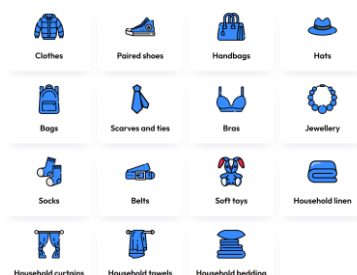 Clothes
Paired shoes
Handbags
Hats
Bags
Scarves and ties
Bras
Jewellery
Socks
Belts
Soft toys
Household linen
Household curtains
Household towels
Household bedding